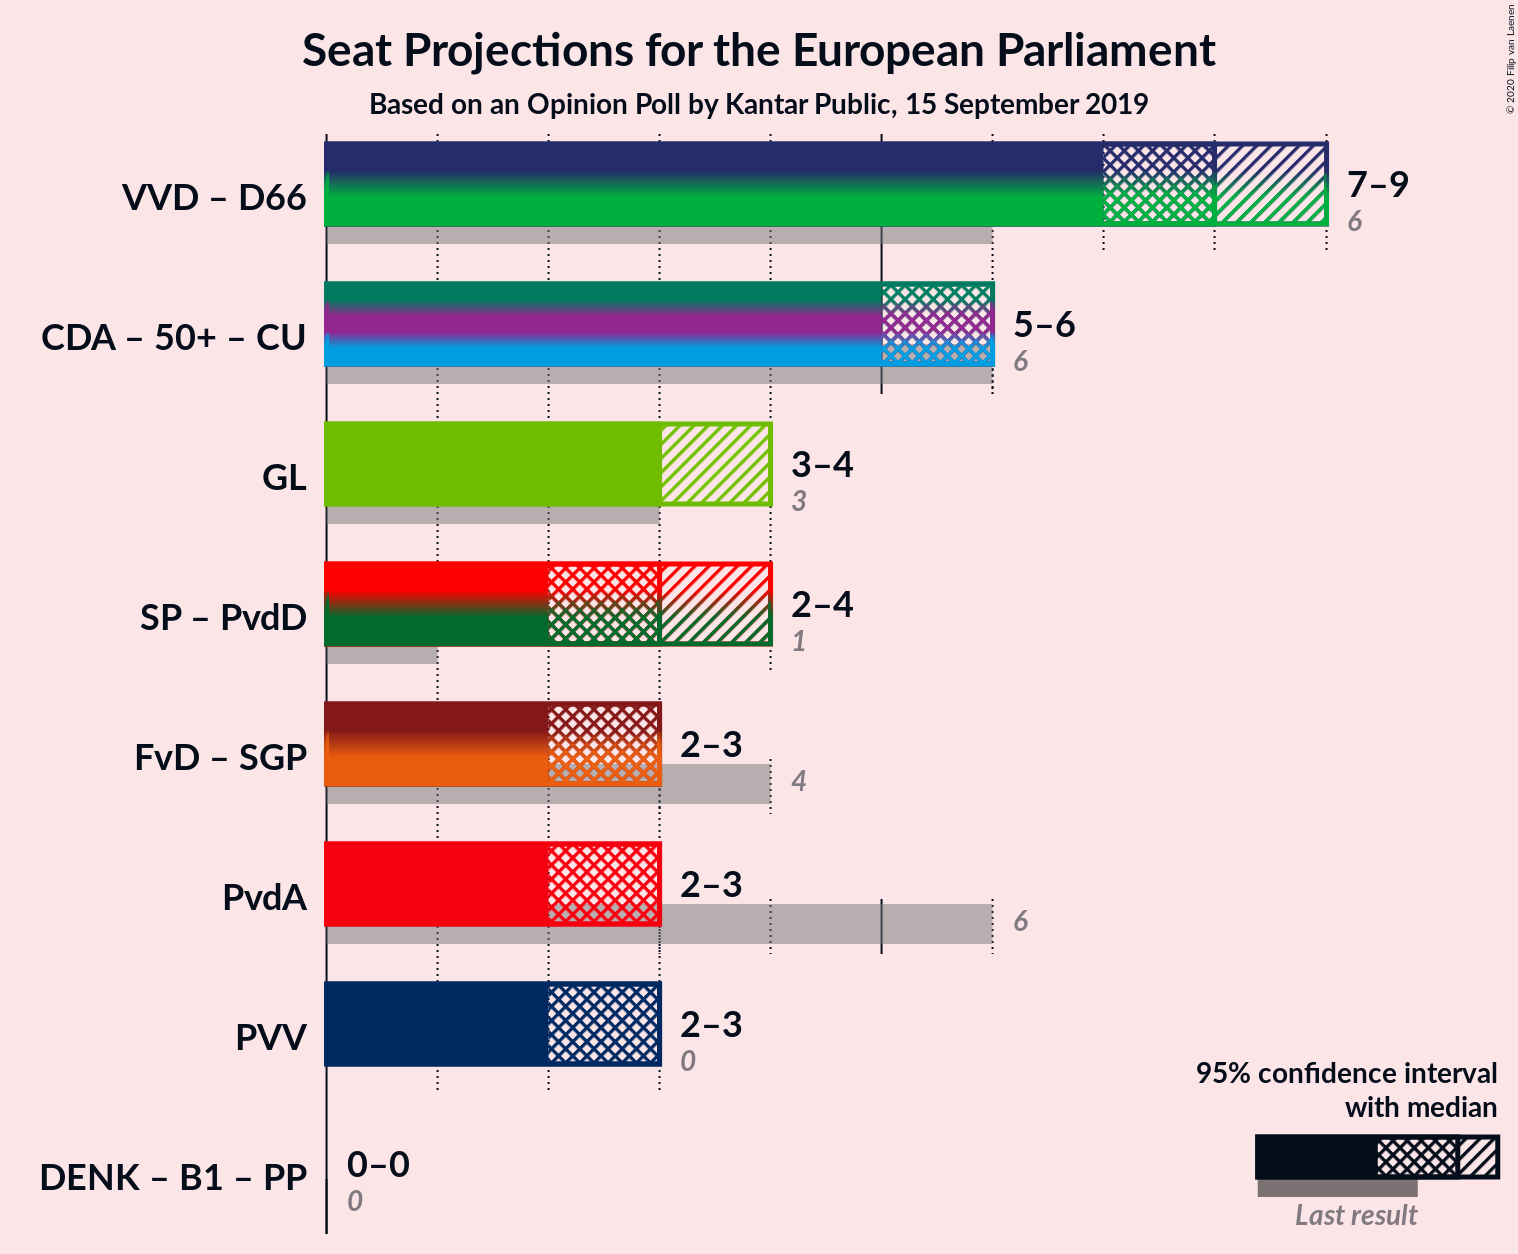 Seat Projections for the European Parliament
Based on an Opinion Poll by Kantar Public, 15 September 2019
© 2020 Filip van Laenen
VVD – D66
7–9
6
CDA – 50+ – CU
5–6
6
GL
3–4
3
SP – PvdD
2–4
1
FvD – SGP
2–3
4
PvdA
2–3
6
PVV
2–3
0
DENK – B1 – PP
0–0
0
95% confidence interval
with median
Last result